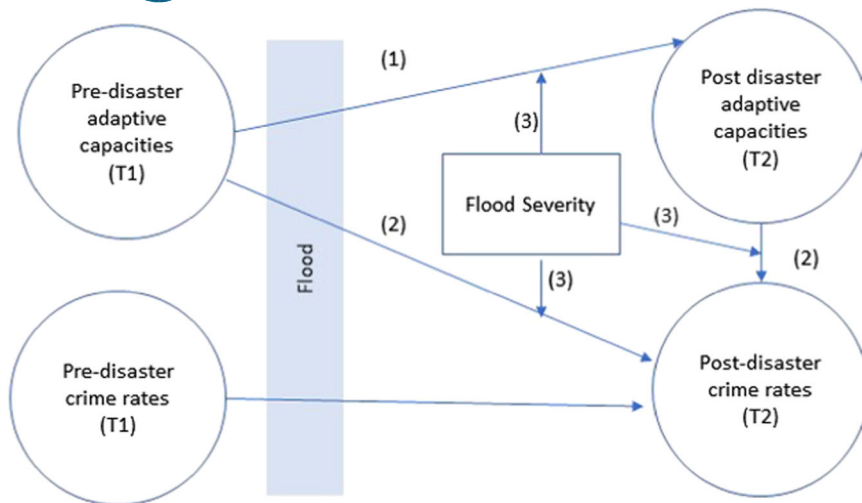 Pre-disaster
adaptive
capacities
(T1)
(1)
Post disaster
adaptive
capacities
(T2)
(3)
Flood Severity
(3)
(2)
(2)
(3)
Flood
Pre-disaster
crime rates
(T1)
Post-disaster
crime rates
(T2)